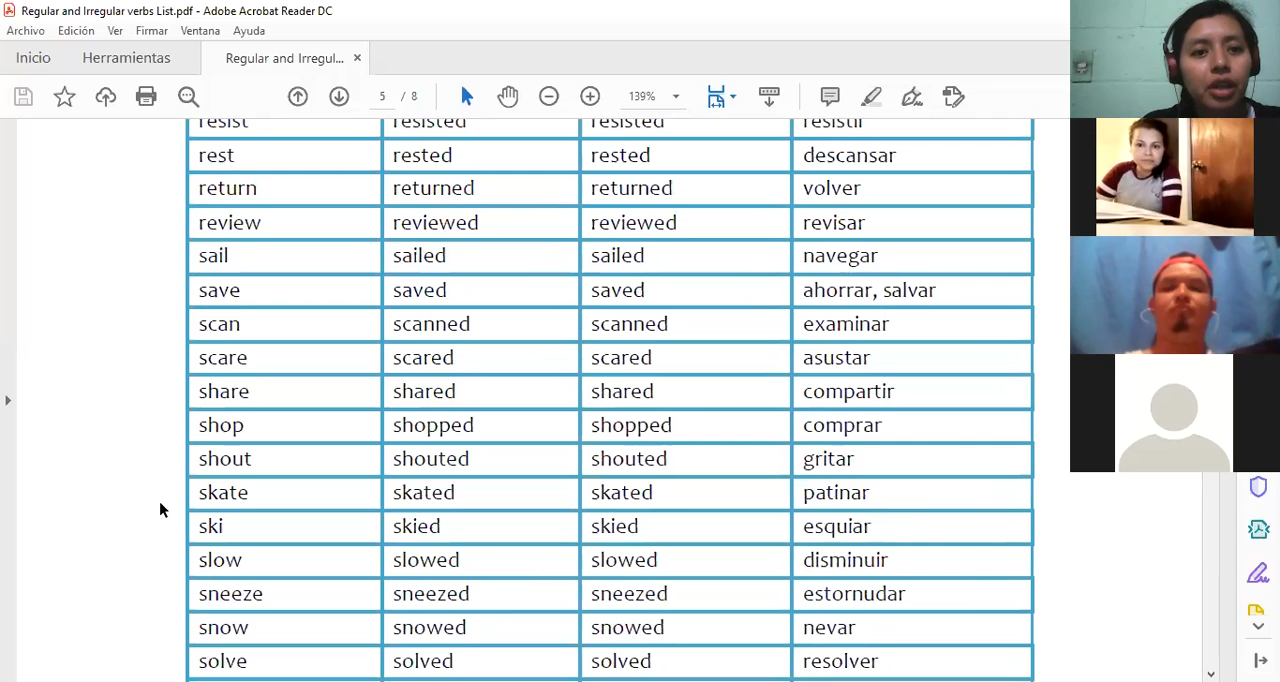 Regular and Irregular verbs List.pdf - Adobe Acrobat Reader DC
Archivo Edición Ver Firmar Ventana Ayuda
Inicio Herramientas Regular and Irregul... ×
5 / 8 139%
resist resisted resisted resistir
rest rested rested descansar
return returned returned volver
review reviewed reviewed revisar
sail sailed sailed navegar
save saved saved ahorrar, salvar
scan scanned scanned examinar
scare scared scared asustar
share shared shared compartir
shop shopped shopped comprar
shout shouted shouted gritar
skate skated skated patinar
ski skied skied esquiar
slow slowed slowed disminuir
sneeze sneezed sneezed estornudar
snow snowed snowed nevar
solve solved solved resolver